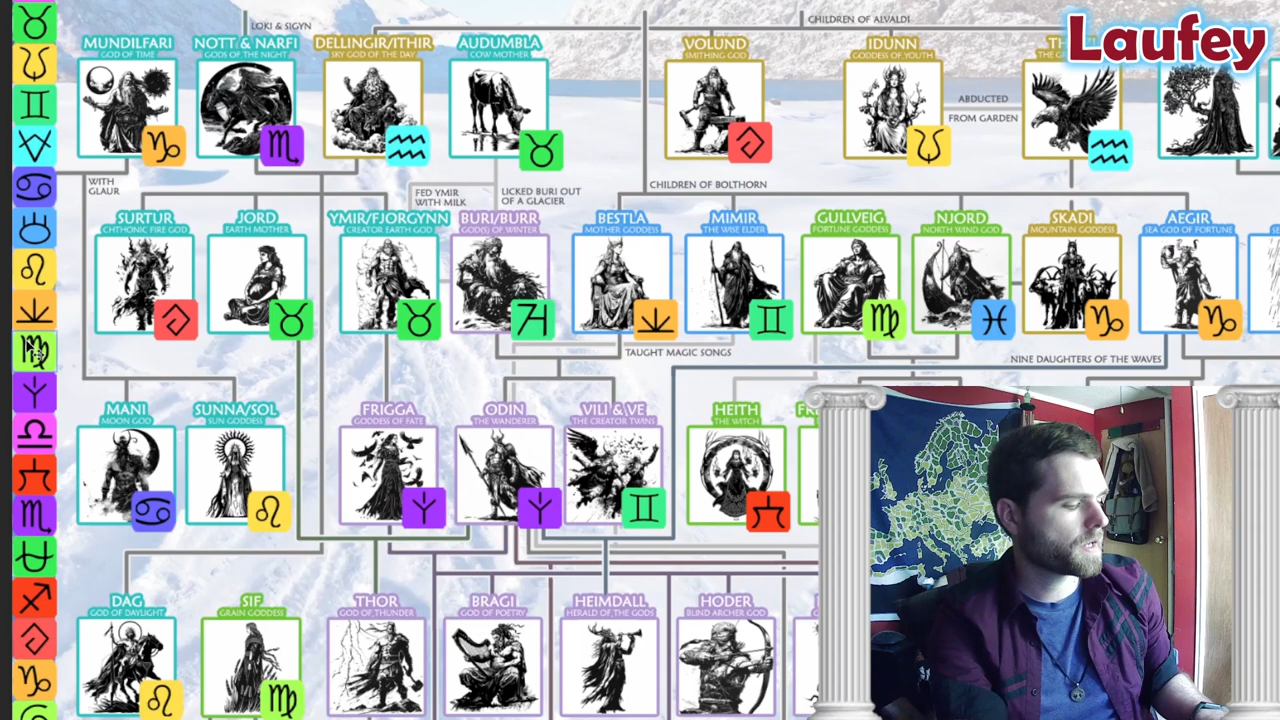 LOKI & SIGYN
CHILDREN OF ALVALDI
Laufey
MUNDILFARI
GOD OF TIME
NOTT & NARFI
GODS OF THE NIGHT
DELLINGIR/ITHIR
SKY GOD OF THE DAY
AUDUMBLA
COW MOTHER
VOLUND
SMITHING GOD
IDUNN
GODDESS OF YOUTH
ABDUCTED
FROM GARDEN
WITH
GLAUR
FED YMIR
WITH MILK
LICKED BURI OUT
OF A GLACIER
CHILDREN OF BOLTHORN
SURTUR
CHTHONIC FIRE GOD
JORD
EARTH MOTHER
YMIR/FJORGYNN
CREATOR EARTH GOD
BURI/BURR
GOD(S) OF WINTER
BESTLA
MOTHER GODDESS
MIMIR
THE WISE ELDER
GULLVEIG
FORTUNE GODDESS
NJORD
NORTH WIND GOD
SKADI
MOUNTAIN GODDESS
AEGIR
SEA GOD OF FORTUNE
TAUGHT MAGIC SONGS
NINE DAUGHTERS OF THE WAVES
MANI
MOON GOD
SUNNA/SOL
SUN GODDESS
FRIGGA
GODDESS OF FATE
ODIN
THE WANDERER
VILI & VE
THE CREATOR TWINS
HEITH
THE WITCH
DAG
GOD OF DAYLIGHT
SIF
GRAIN GODDESS
THOR
GOD OF THUNDER
BRAGI
GOD OF POETRY
HEIMDALL
HERALD OF THE GODS
HODER
BLIND ARCHER GOD